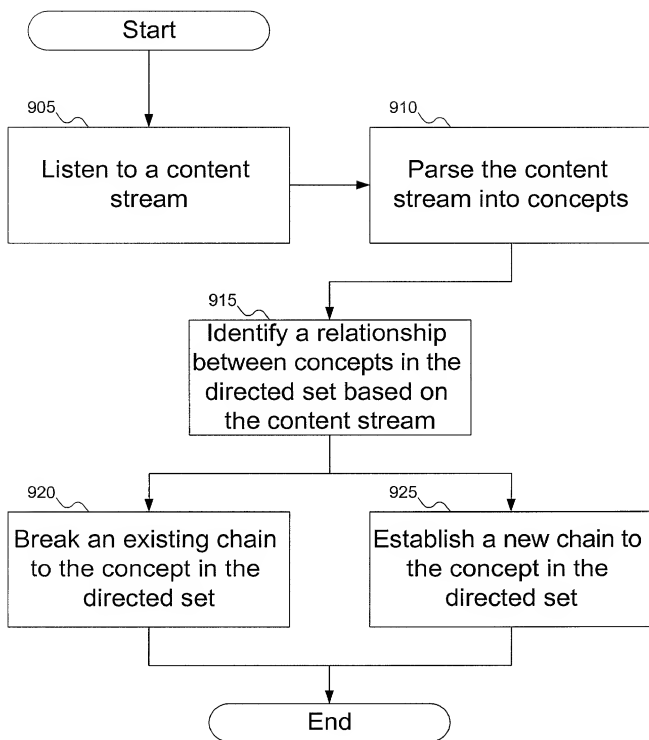 Start
905
Listen to a content
stream
910
Parse the content
stream into concepts
915
Identify a relationship
between concepts in the
directed set based on
the content stream
920
Break an existing chain
to the concept in the
directed set
925
Establish a new chain to
the concept in the
directed set
End